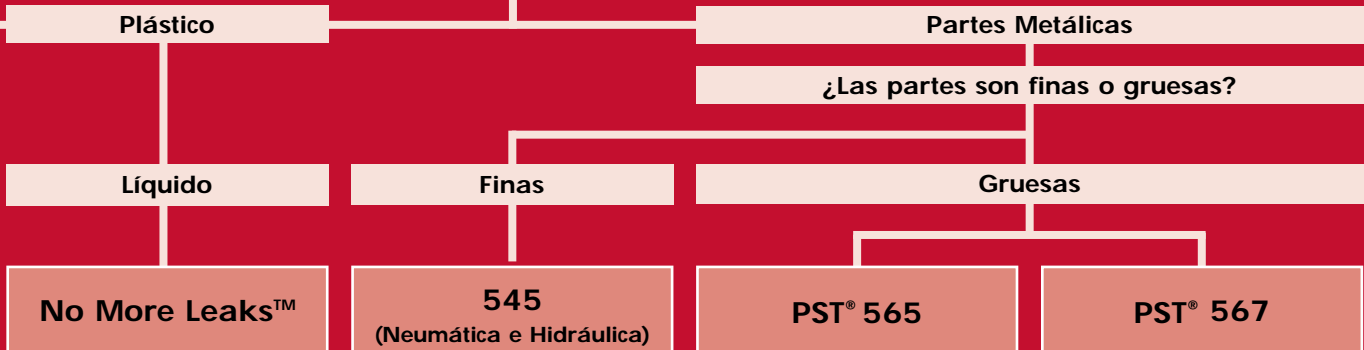 Plástico
Partes Metálicas
¿Las partes son finas o gruesas?
Líquido
Finas
Gruesas
No More Leaks™
545
(Neumática e Hidráulica)
PST® 565
PST® 567